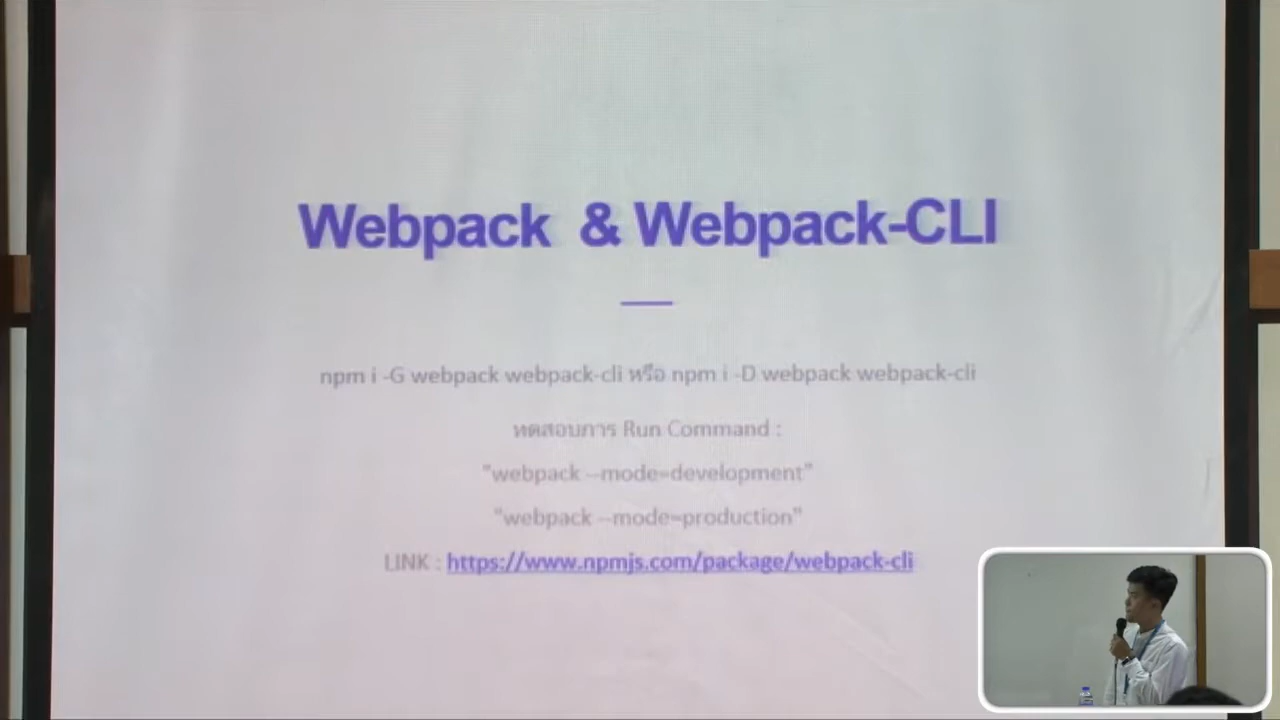 Webpack & Webpack-CLI
npm i -G webpack webpack-cli หรือ npm i -D webpack webpack-cli
ทดสอบการ Run Command :
"webpack --mode=development"
"webpack --mode=production"
LINK : https://www.npmjs.com/package/webpack-cli